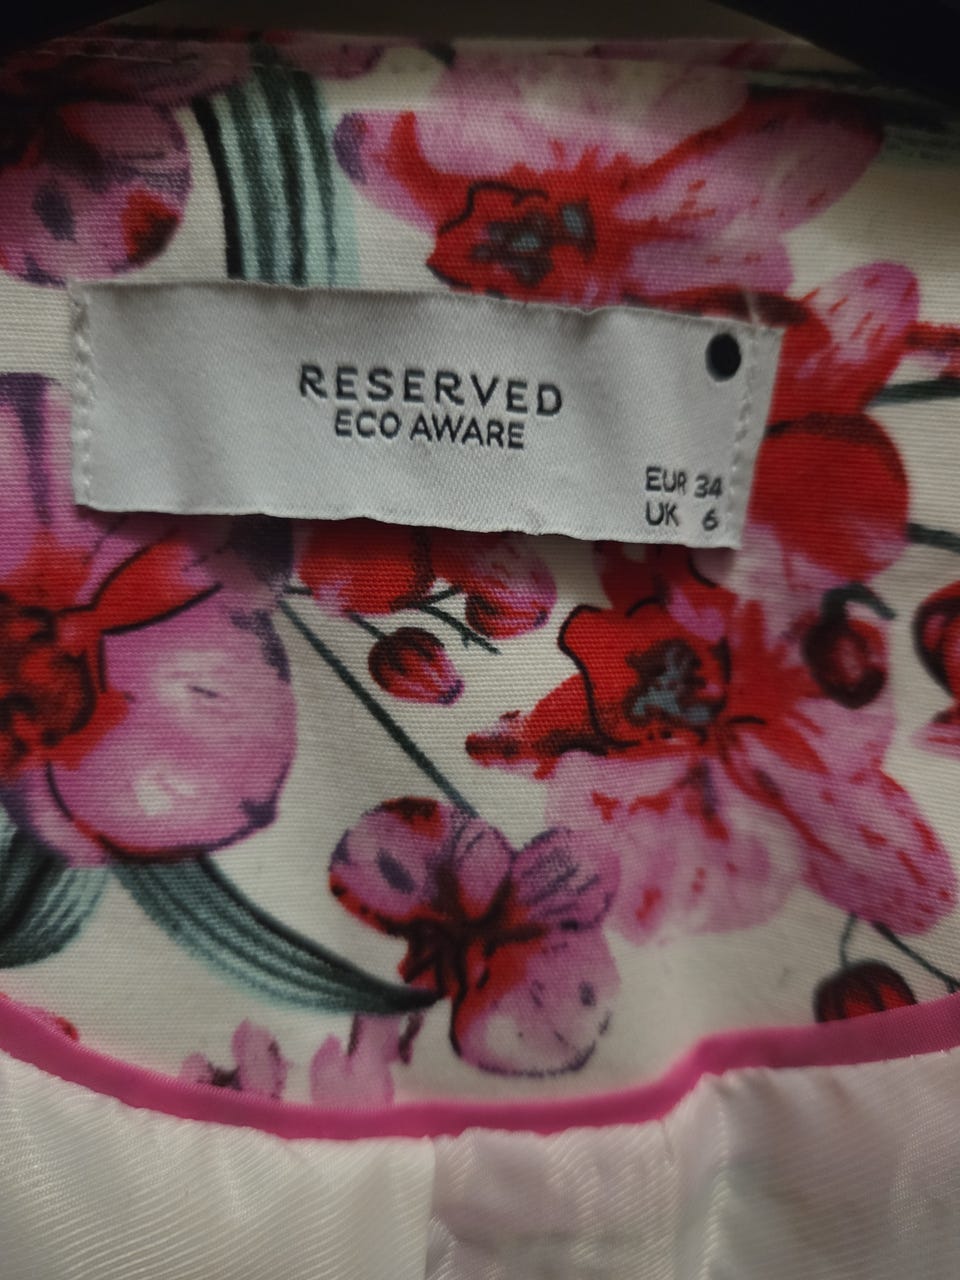 RESERVED
ECO AWARE
EUR 34
UK 6